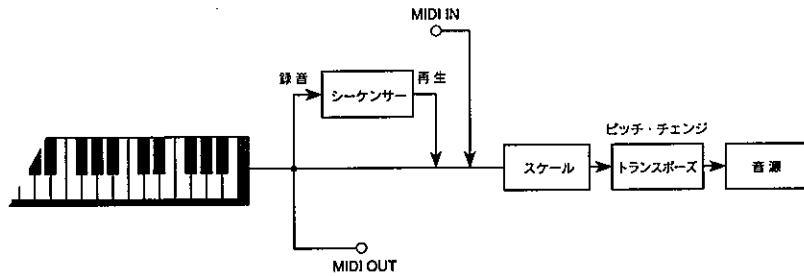 MIDI IN
録音
シーケンサー
再生
ピッチ・チェンジ
スケール
トランスポーズ
音源
MIDI OUT